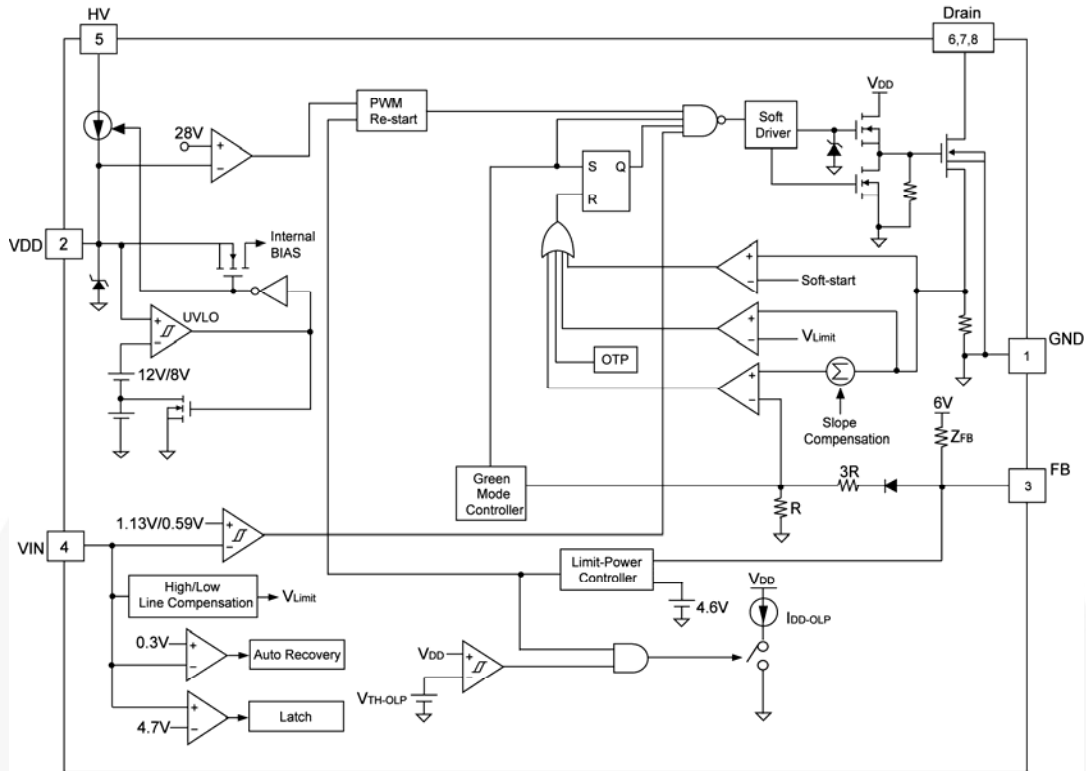 HV
5
Drain
6,7,8
VDD
28V
+
−
PWM
Re-start
Soft
Driver
S
Q
R
VDD
2
Internal
BIAS
+
−
UVLO
12V/8V
+
−
Soft-start
+
−
VLimit
OTP
+
−
Σ
Slope
Compensation
GND
1
6V
ZFB
FB
3
3R
R
Green
Mode
Controller
VIN
4
1.13V/0.59V
+
−
High/Low
Line Compensation
VLimit
0.3V
+
−
Auto Recovery
4.7V
+
−
Latch
Limit-Power
Controller
4.6V
VDD
IDD-OLP
VDD
+
−
VTH-OLP